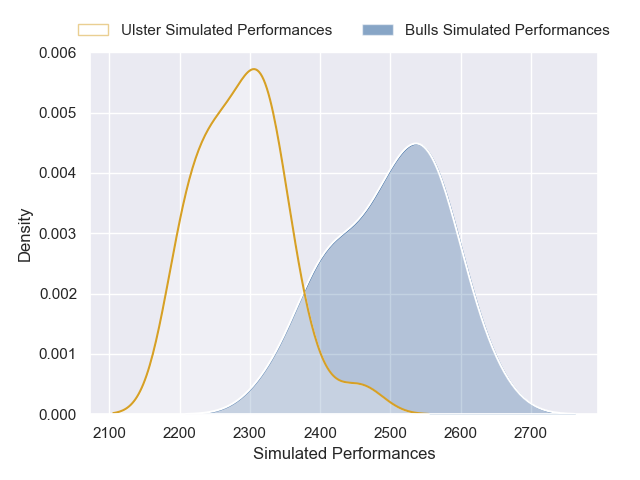 Ulster Simulated Performances Bulls Simulated Performances
0.006
0.005
0.004
0.003
0.002
0.001
0.000
Density
2100 2200 2300 2400 2500 2600 2700
Simulated Performances